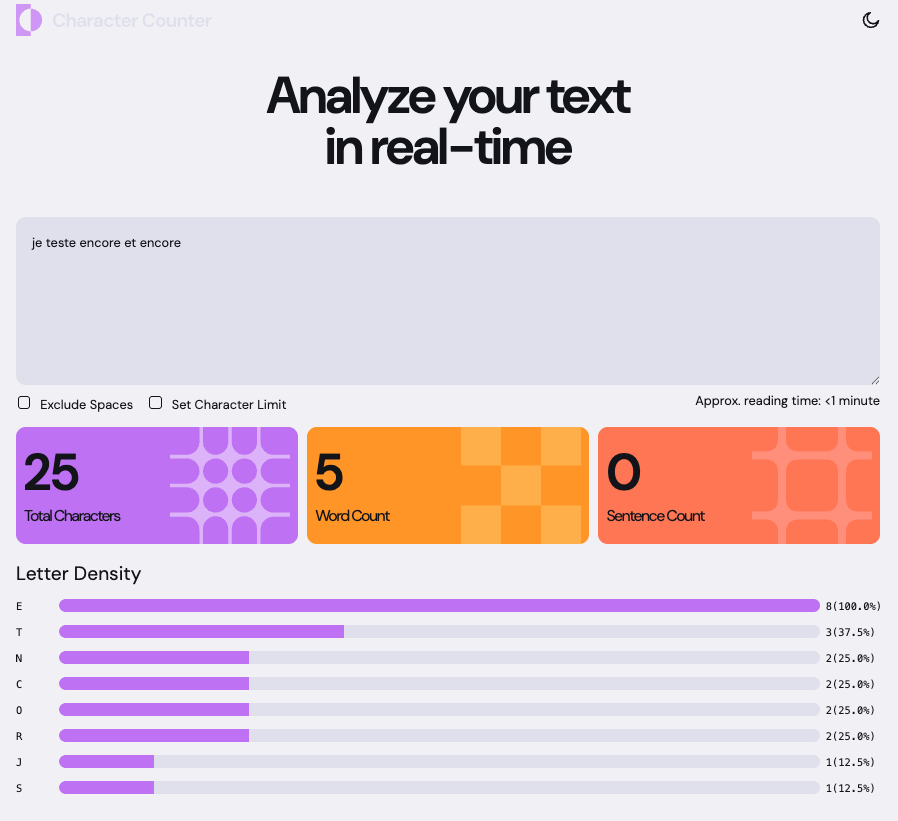 Character Counter
Analyze your text
in real-time
je teste encore et encore
Exclude Spaces Set Character Limit Approx. reading time: <1 minute
25 5 0
Total Characters Word Count Sentence Count
Letter Density
E 8(100.0%)
T 3(37.5%)
N 2(25.0%)
C 2(25.0%)
O 2(25.0%)
R 2(25.0%)
J 1(12.5%)
S 1(12.5%)